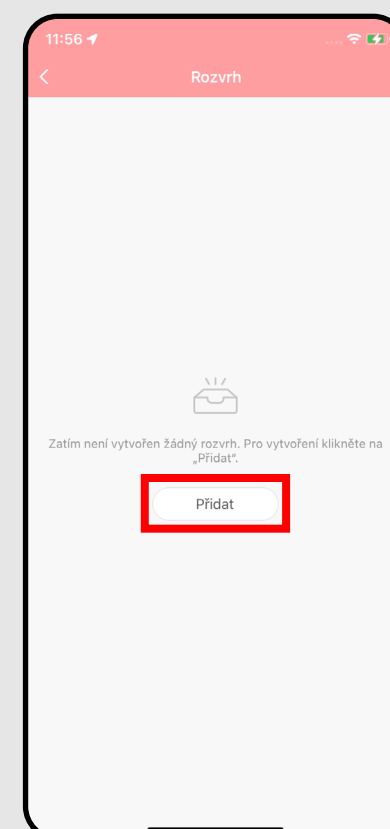 11:56
Rozvrh
Zatím není vytvořen žádný rozvrh. Pro vytvoření klikněte na
„Přidat“.
Přidat